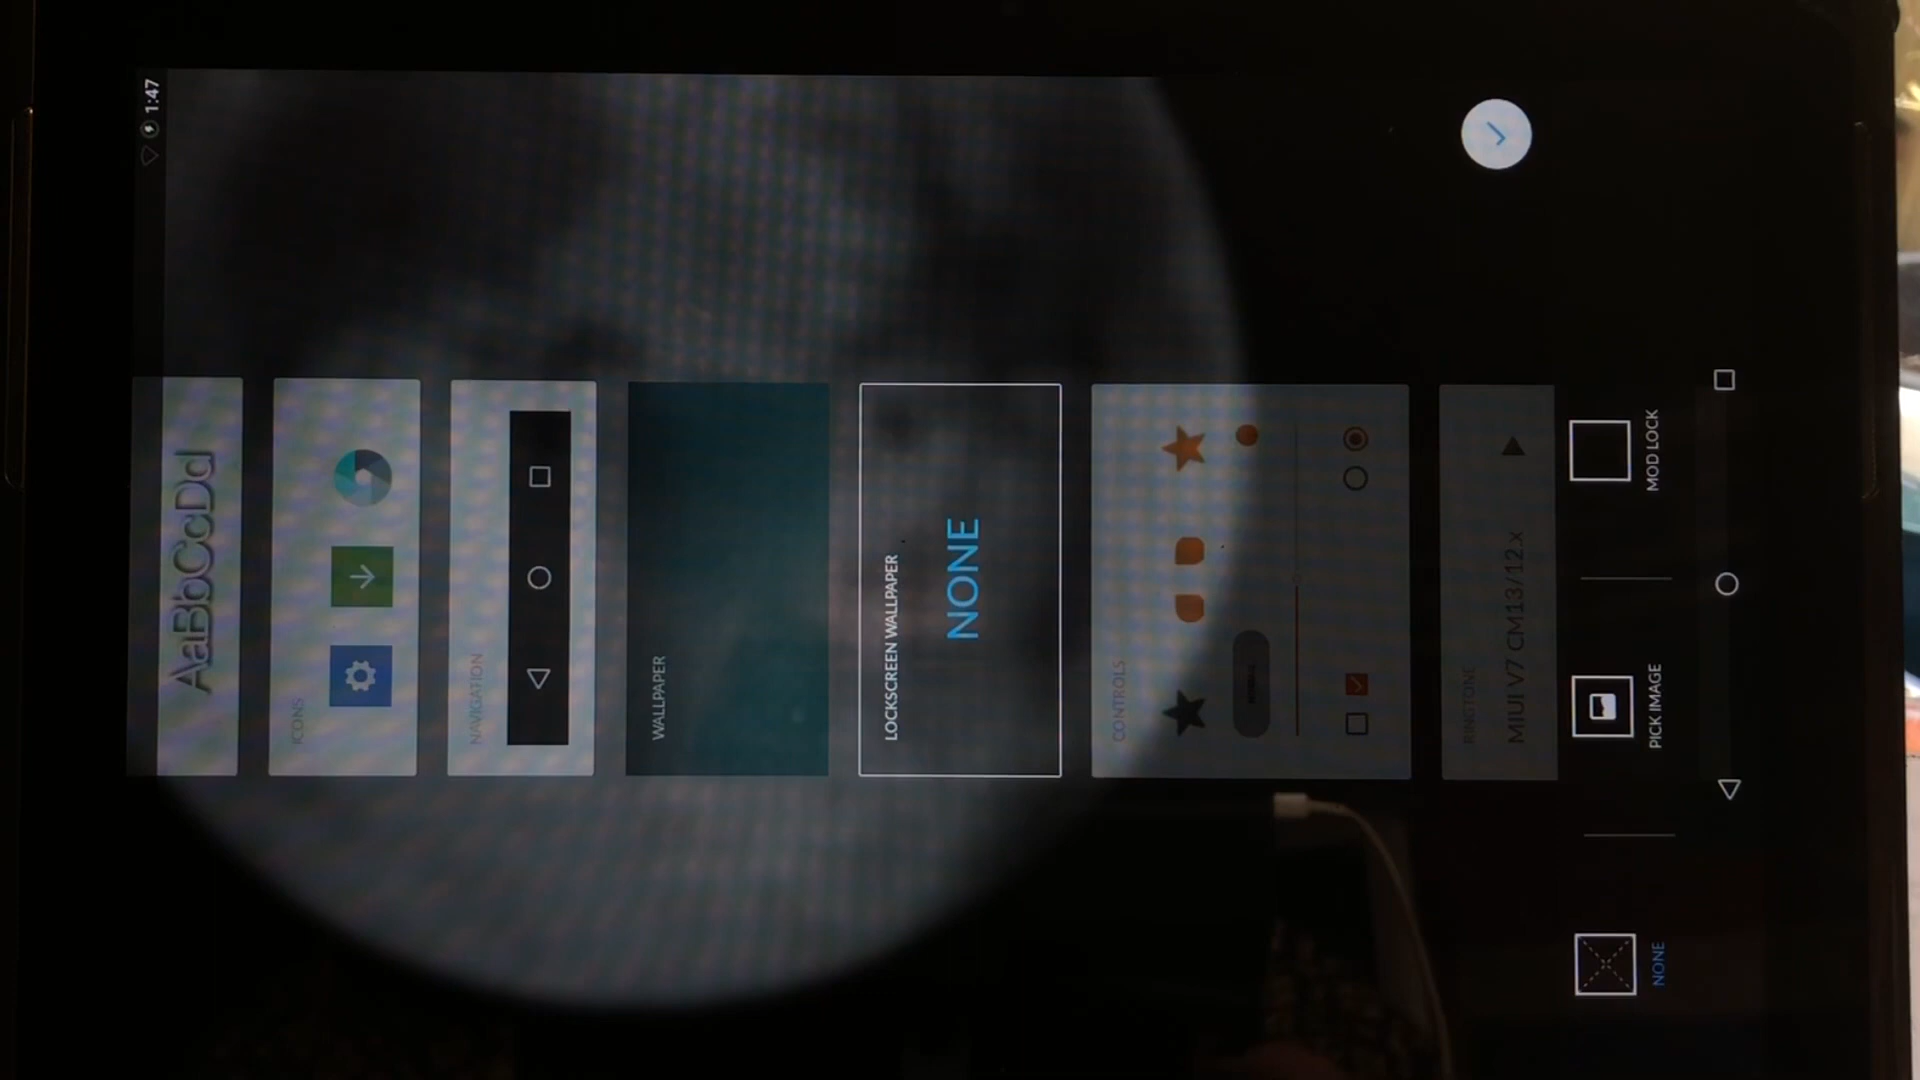 1:47
AaBbCcDd
ICONS
NAVIGATION
WALLPAPER
LOCKSCREEN WALLPAPER
NONE
CONTROLS
RINGTONE
MIUI V7 CM13/12.x
NONE
PICK IMAGE
MOD LOCK